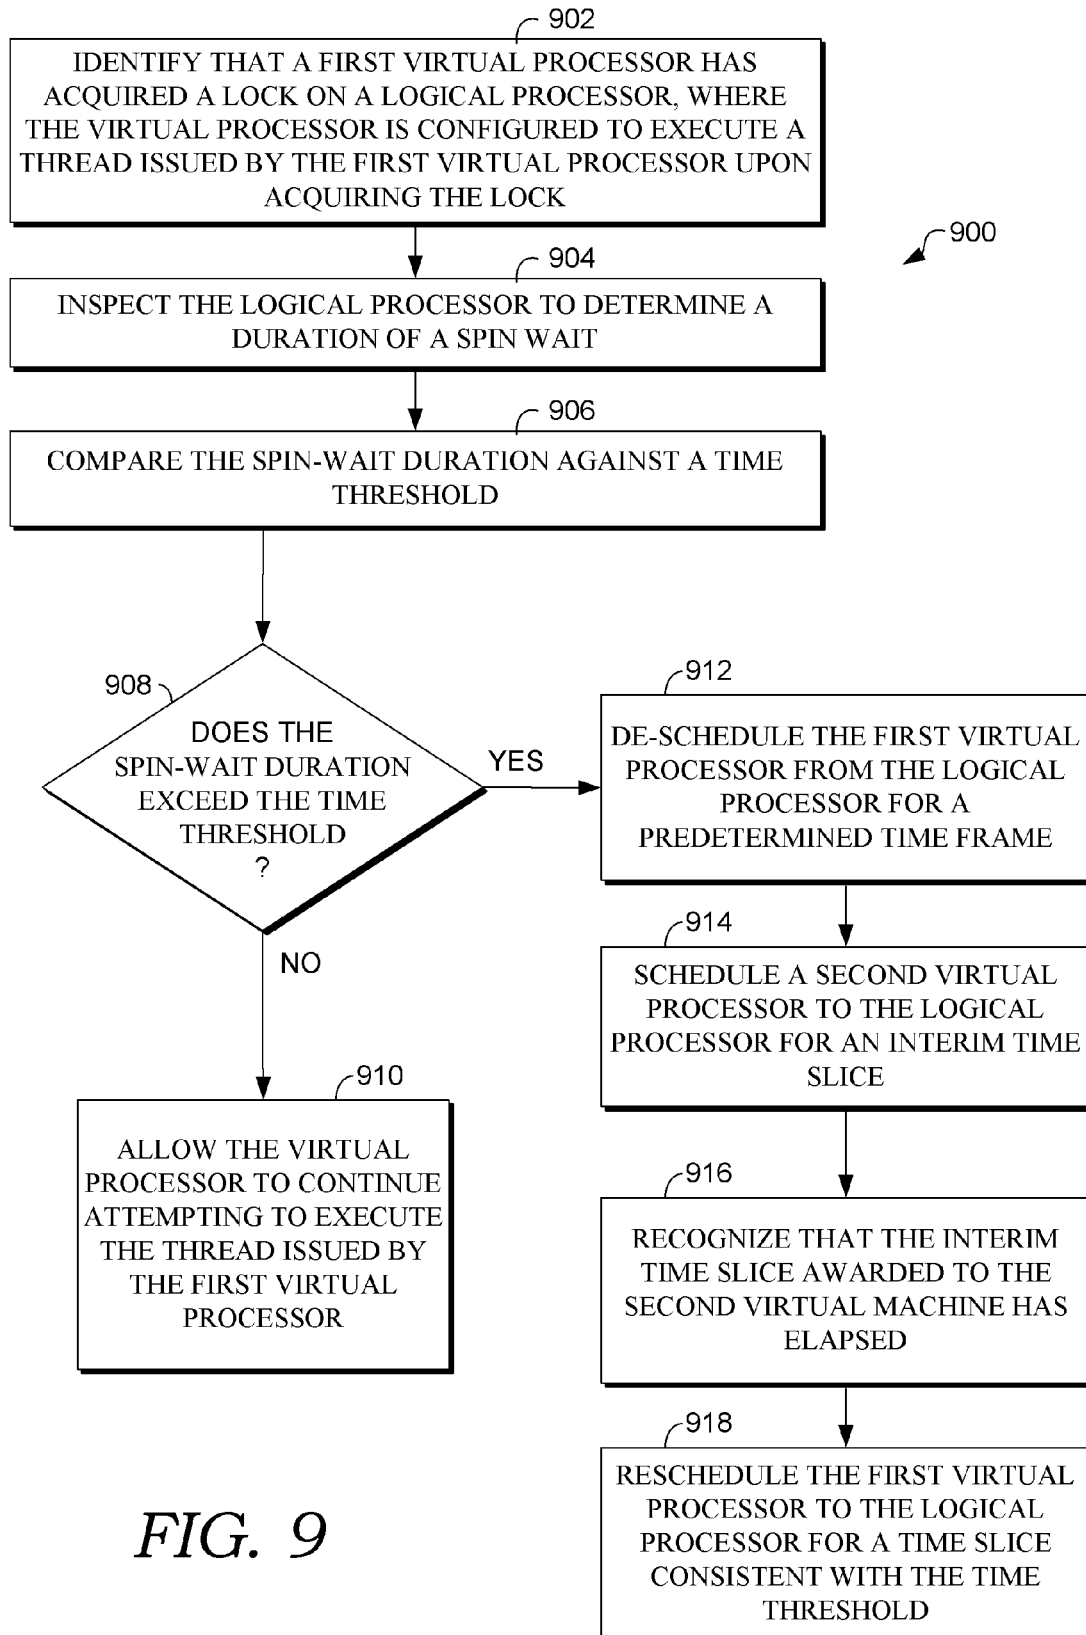 902
IDENTIFY THAT A FIRST VIRTUAL PROCESSOR HAS
ACQUIRED A LOCK ON A LOGICAL PROCESSOR, WHERE
THE VIRTUAL PROCESSOR IS CONFIGURED TO EXECUTE A
THREAD ISSUED BY THE FIRST VIRTUAL PROCESSOR UPON
ACQUIRING THE LOCK
900
904
INSPECT THE LOGICAL PROCESSOR TO DETERMINE A
DURATION OF A SPIN WAIT
906
COMPARE THE SPIN-WAIT DURATION AGAINST A TIME
THRESHOLD
908
DOES THE
SPIN-WAIT DURATION
EXCEED THE TIME
THRESHOLD
?
YES
NO
910
ALLOW THE VIRTUAL
PROCESSOR TO CONTINUE
ATTEMPTING TO EXECUTE
THE THREAD ISSUED BY
THE FIRST VIRTUAL
PROCESSOR
912
DE-SCHEDULE THE FIRST VIRTUAL
PROCESSOR FROM THE LOGICAL
PROCESSOR FOR A
PREDETERMINED TIME FRAME
914
SCHEDULE A SECOND VIRTUAL
PROCESSOR TO THE LOGICAL
PROCESSOR FOR AN INTERIM TIME
SLICE
916
RECOGNIZE THAT THE INTERIM
TIME SLICE AWARDED TO THE
SECOND VIRTUAL MACHINE HAS
ELAPSED
918
RESCHEDULE THE FIRST VIRTUAL
PROCESSOR TO THE LOGICAL
PROCESSOR FOR A TIME SLICE
CONSISTENT WITH THE TIME
THRESHOLD
FIG. 9